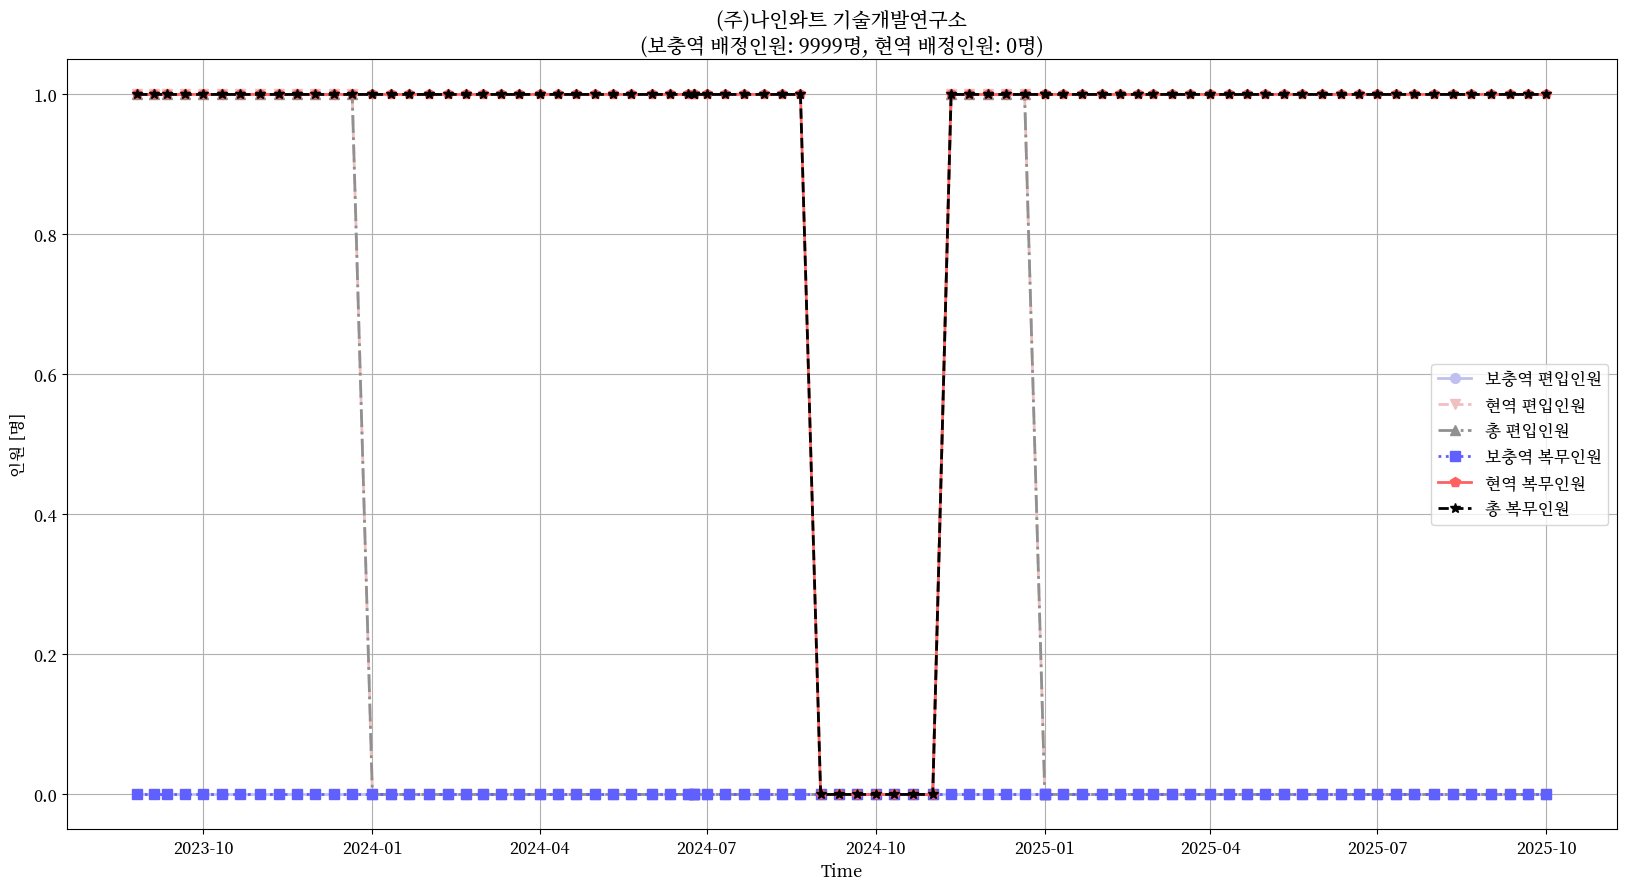 (주)나인와트 기술개발연구소
(보충역 배정인원: 9999명, 현역 배정인원: 0명)
1.0
0.8
0.6
0.4
0.2
0.0
인원 [명]
보충역 편입인원
현역 편입인원
총 편입인원
보충역 복무인원
현역 복무인원
총 복무인원
2023-10 2024-01 2024-04 2024-07 2024-10 2025-01 2025-04 2025-07 2025-10
Time